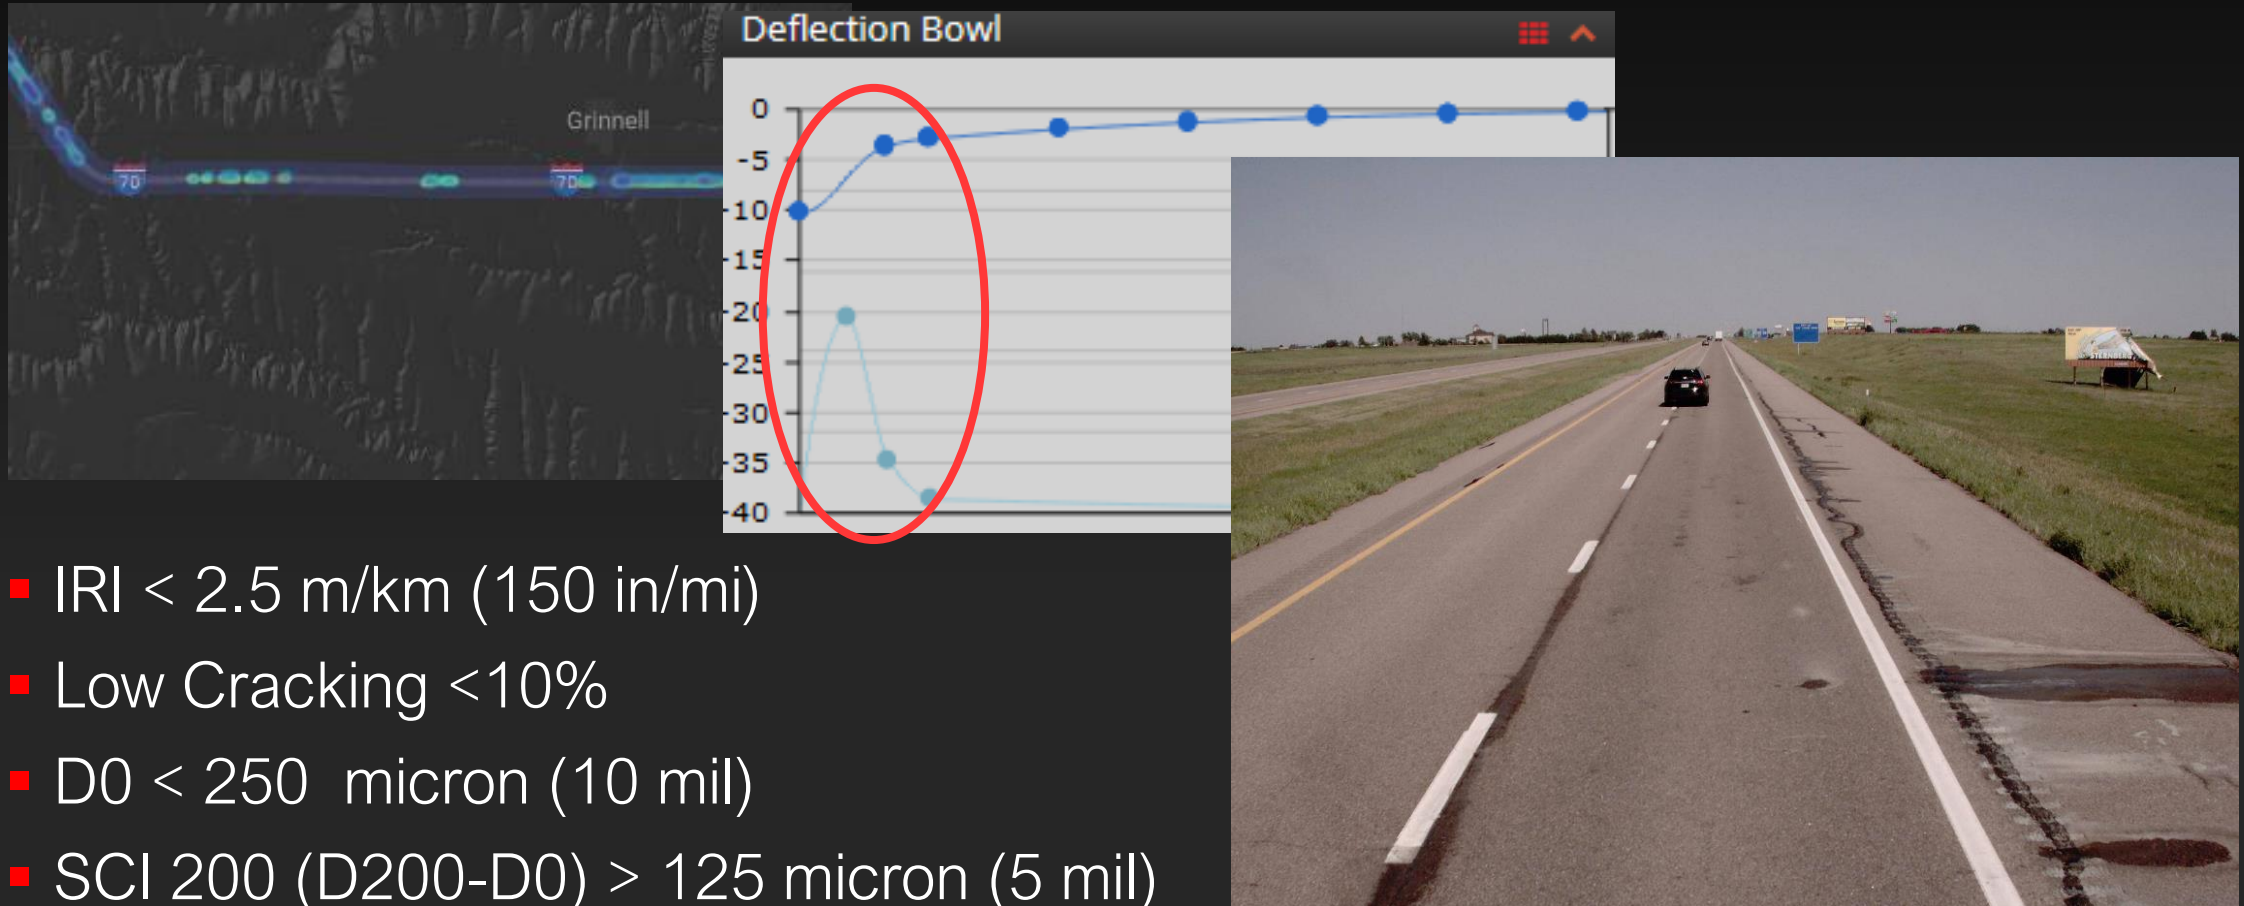 Grinnell
70
70
Deflection Bowl
0
-5
-10
-15
-20
-25
-30
-35
-40
STERNBERG
▪ IRI < 2.5 m/km (150 in/mi)
▪ Low Cracking <10%
▪ D0 < 250 micron (10 mil)
▪ SCI 200 (D200-D0) > 125 micron (5 mil)